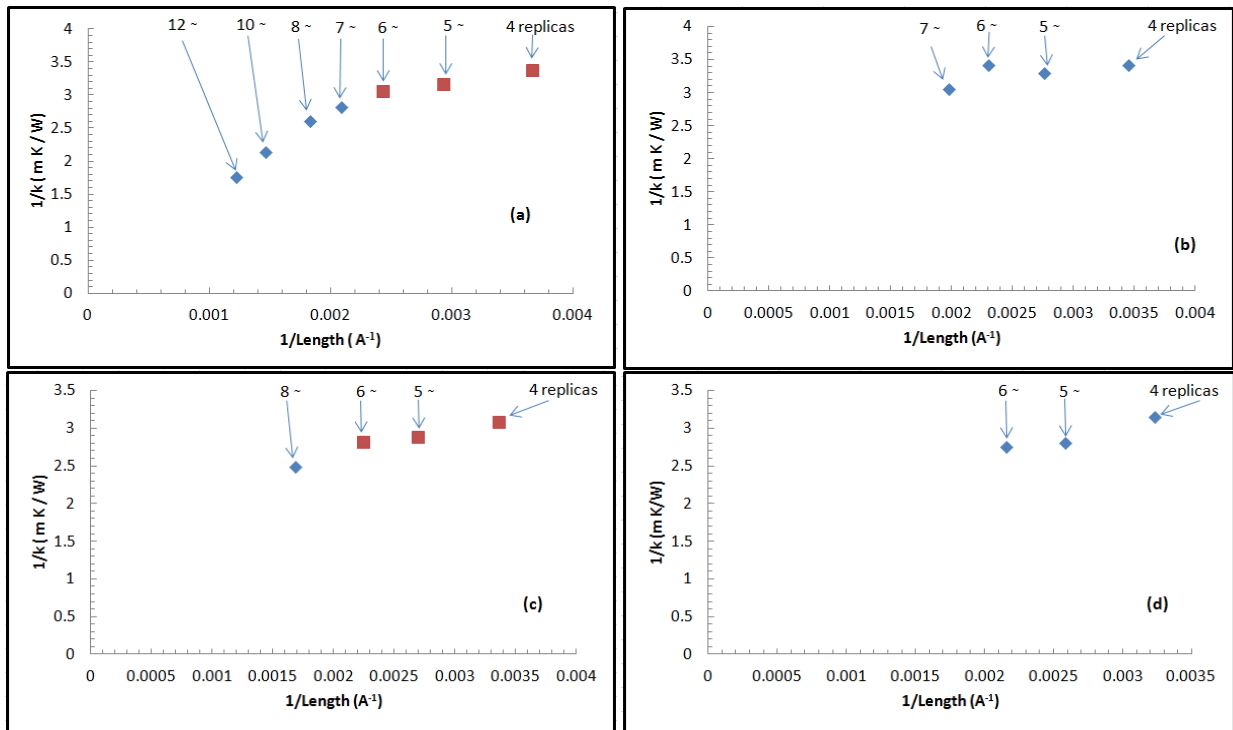 12 ~ 10 ~ 8 ~ 7 ~ 6 ~ 5 ~ 4 replicas
4
3.5
3
2.5
2
1.5
1
0.5
0
1/k ( m K / W)
(a)
0 0.001 0.002 0.003 0.004
1/Length ( A⁻¹)
7 ~ 6 ~ 5 ~ 4 replicas
4
3.5
3
2.5
2
1.5
1
0.5
0
1/k ( m K / W)
(b)
0 0.0005 0.001 0.0015 0.002 0.0025 0.003 0.0035 0.004
1/Length (A⁻¹)
8 ~ 6 ~ 5 ~ 4 replicas
3.5
3
2.5
2
1.5
1
0.5
0
1/k ( m K / W)
(c)
0 0.0005 0.001 0.0015 0.002 0.0025 0.003 0.0035 0.004
1/Length (A⁻¹)
6 ~ 5 ~ 4 replicas
3.5
3
2.5
2
1.5
1
0.5
0
1/k ( m K/W)
(d)
0 0.0005 0.001 0.0015 0.002 0.0025 0.003 0.0035
1/Length (A⁻¹)